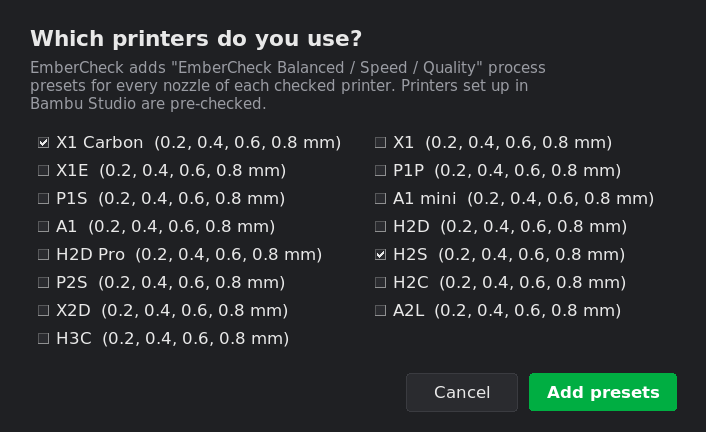 Which printers do you use?
EmberCheck adds "EmberCheck Balanced / Speed / Quality" process
presets for every nozzle of each checked printer. Printers set up in
Bambu Studio are pre-checked.
X1 Carbon (0.2, 0.4, 0.6, 0.8 mm)
X1 (0.2, 0.4, 0.6, 0.8 mm)
X1E (0.2, 0.4, 0.6, 0.8 mm)
P1P (0.2, 0.4, 0.6, 0.8 mm)
P1S (0.2, 0.4, 0.6, 0.8 mm)
A1 mini (0.2, 0.4, 0.6, 0.8 mm)
A1 (0.2, 0.4, 0.6, 0.8 mm)
H2D (0.2, 0.4, 0.6, 0.8 mm)
H2D Pro (0.2, 0.4, 0.6, 0.8 mm)
H2S (0.2, 0.4, 0.6, 0.8 mm)
P2S (0.2, 0.4, 0.6, 0.8 mm)
H2C (0.2, 0.4, 0.6, 0.8 mm)
X2D (0.2, 0.4, 0.6, 0.8 mm)
A2L (0.2, 0.4, 0.6, 0.8 mm)
H3C (0.2, 0.4, 0.6, 0.8 mm)
Cancel
Add presets